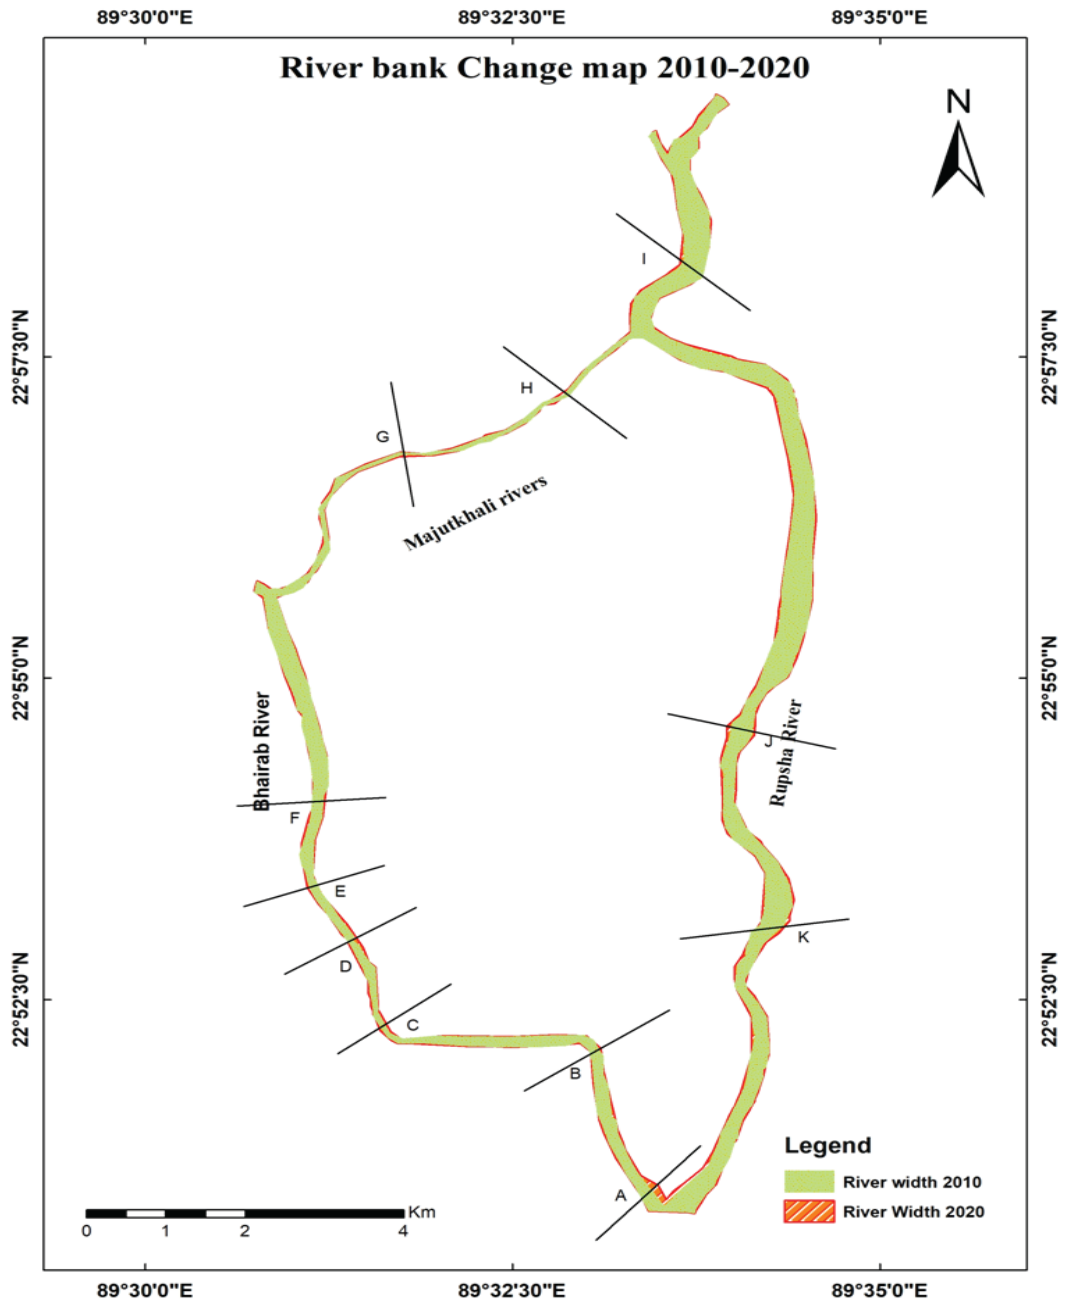 89°30'0"E 89°32'30"E 89°35'0"E
River bank Change map 2010-2020
N
I
22°57'30"N 22°57'30"N
H
G
Majutkhali rivers
22°55'0"N 22°55'0"N
Bhairab River
Rupsha River
J
F
E
K
D
22°52'30"N 22°52'30"N
C
B
Legend
River width 2010
A
River Width 2020
Km
0 1 2 4
89°30'0"E 89°32'30"E 89°35'0"E